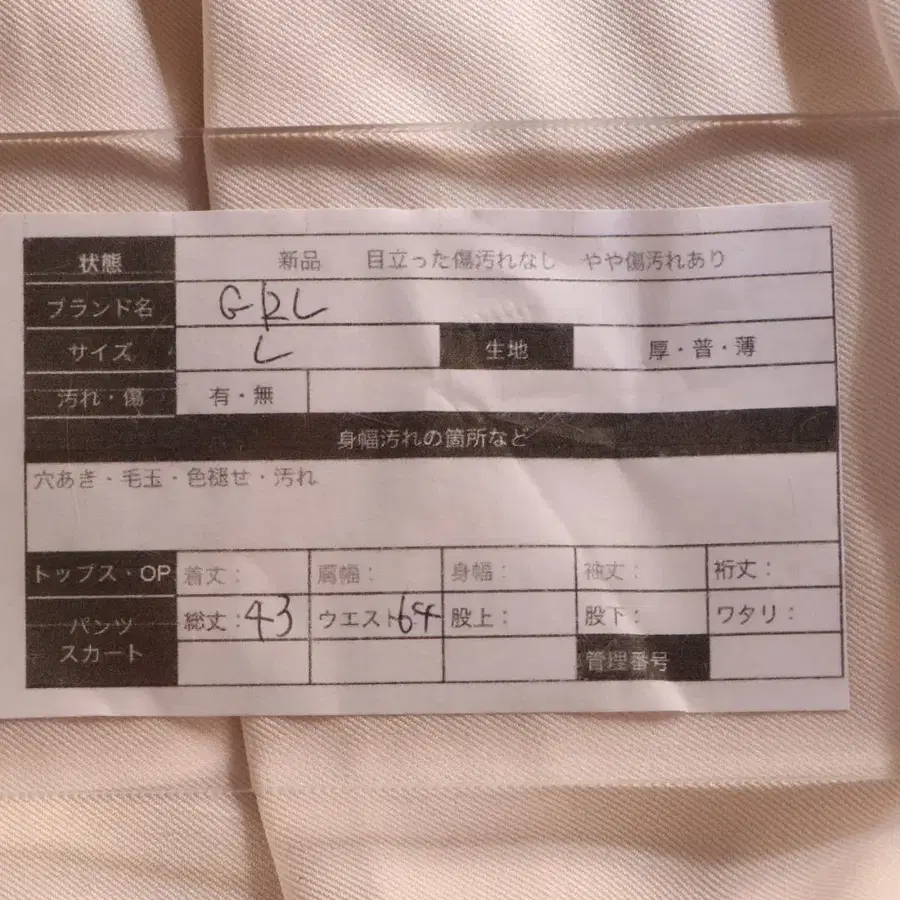 状態 新品 目立った傷汚れなし やや傷汚れあり
ブランド名 GRL
サイズ L 生地 厚・普・薄
汚れ・傷 有・無
身幅汚れの箇所など
穴あき・毛玉・色褪せ・汚れ
トップス・OP 着丈: 肩幅: 身幅: 袖丈: 裄丈:
パンツ 総丈:43 ウエスト64 股上: 股下: ワタリ:
スカート 管理番号